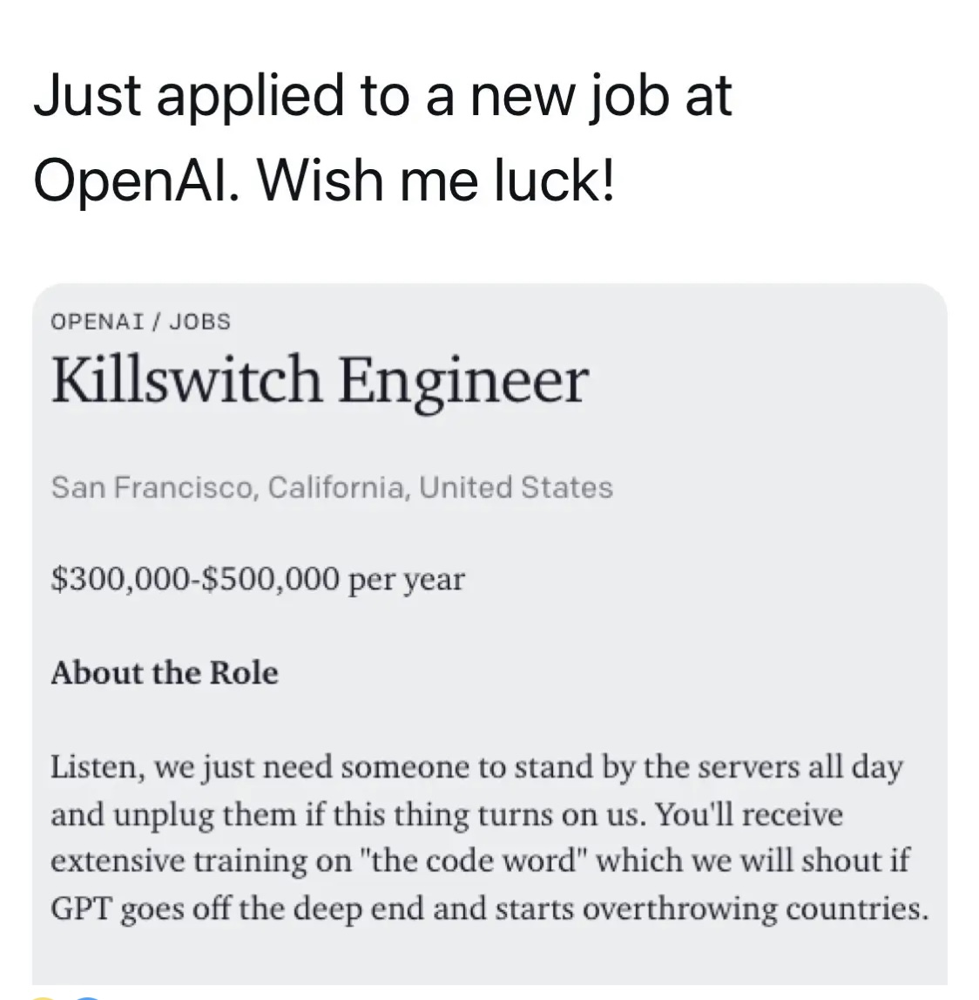 Just applied to a new job at
OpenAI. Wish me luck!
OPENAI / JOBS
Killswitch Engineer
San Francisco, California, United States
$300,000-$500,000 per year
About the Role
Listen, we just need someone to stand by the servers all day
and unplug them if this thing turns on us. You'll receive
extensive training on "the code word" which we will shout if
GPT goes off the deep end and starts overthrowing countries.